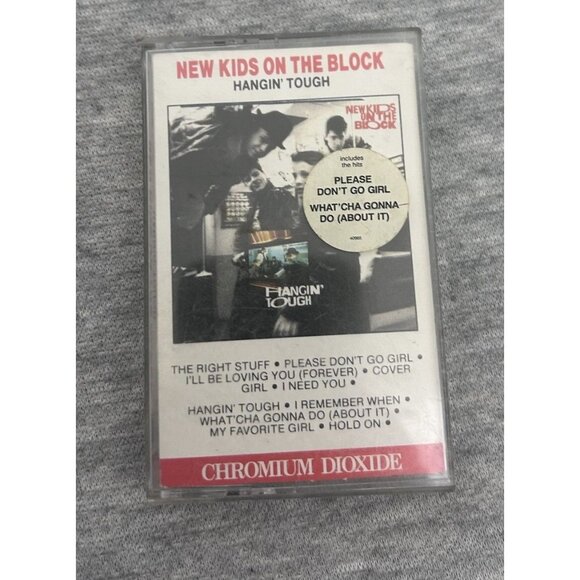 NEW KIDS ON THE BLOCK
HANGIN' TOUGH
NEW KIDS
ON THE
BLOCK
includes
the hits
PLEASE
DON'T GO GIRL
WHAT'CHA GONNA
DO (ABOUT IT)
HANGIN'
TOUGH
THE RIGHT STUFF • PLEASE DON'T GO GIRL •
I'LL BE LOVING YOU (FOREVER) • COVER
GIRL • I NEED YOU •
HANGIN' TOUGH • I REMEMBER WHEN •
WHAT'CHA GONNA DO (ABOUT IT) •
MY FAVORITE GIRL • HOLD ON •
CHROMIUM DIOXIDE